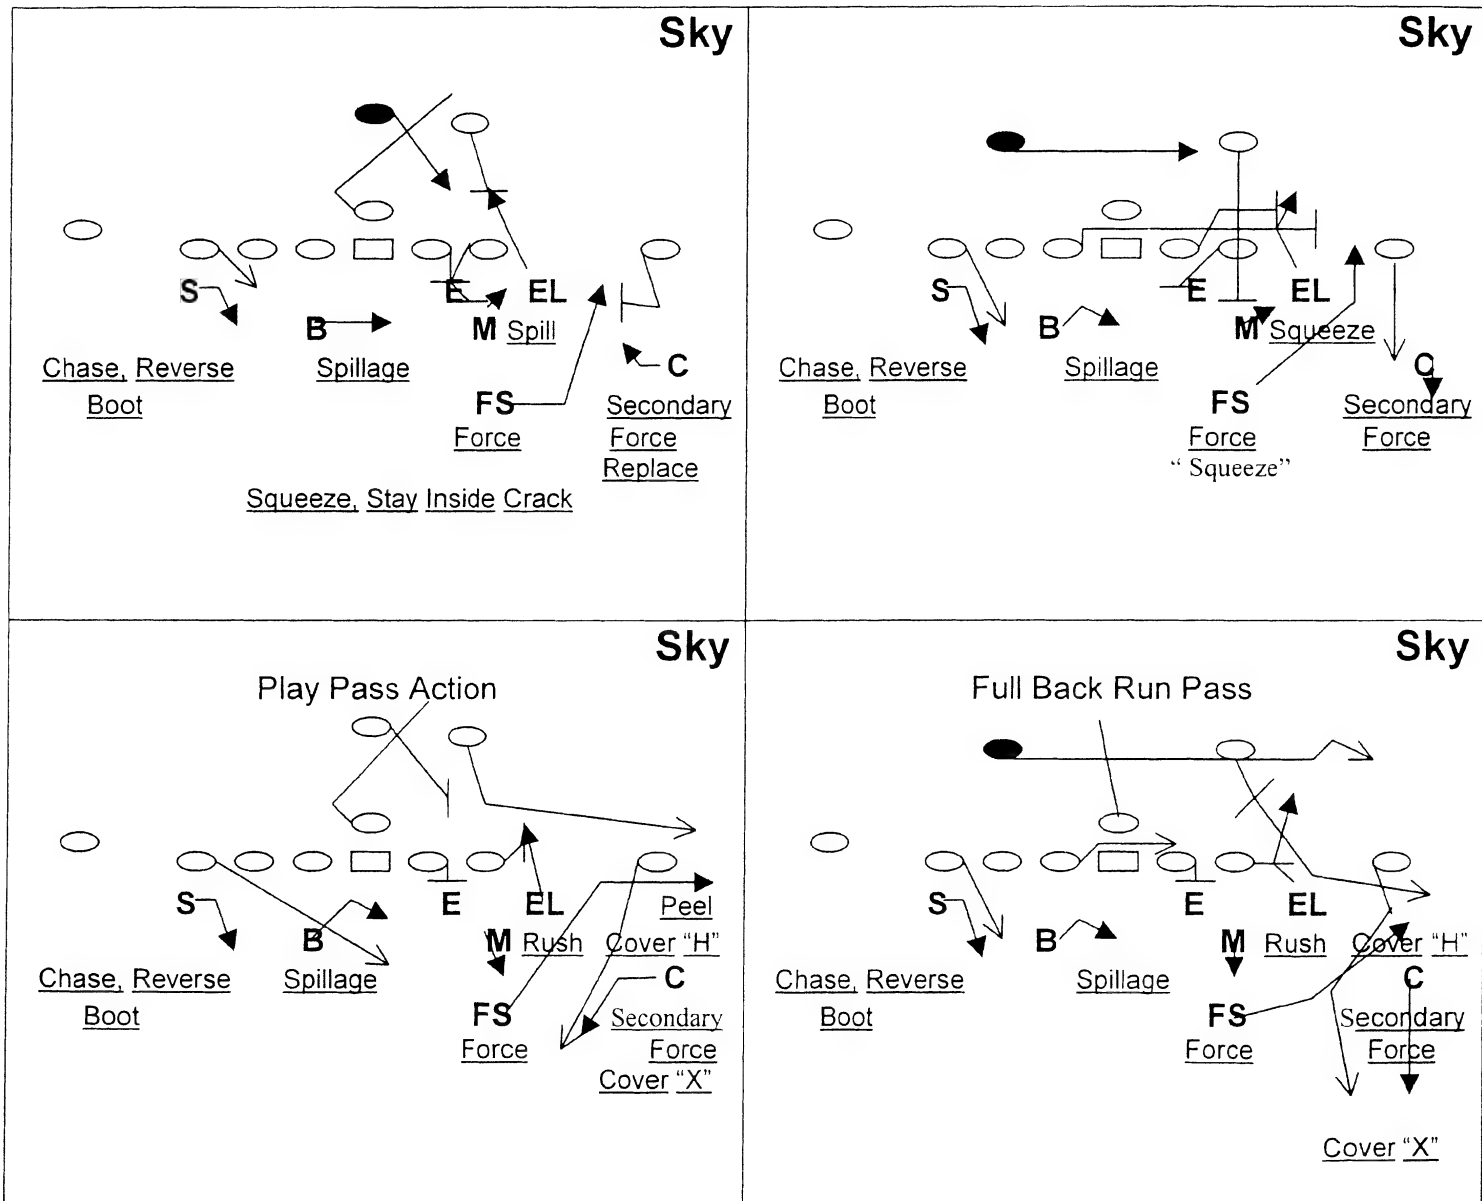 Sky
S
E
EL
B
M Spill
Chase, Reverse
Boot
Spillage
C
FS
Force
Secondary
Force
Replace
Squeeze, Stay Inside Crack
Sky
S
E
EL
B
M Squeeze
Chase, Reverse
Boot
Spillage
C
FS
Force
“ Squeeze”
Secondary
Force
Sky
Play Pass Action
S
E
EL
Peel
B
M Rush Cover “H”
Chase, Reverse
Boot
Spillage
C
FS
Force
Secondary
Force
Cover “X”
Sky
Full Back Run Pass
S
E
EL
B
M Rush Cover “H”
Chase, Reverse
Boot
Spillage
C
FS
Force
Secondary
Force
Cover “X”